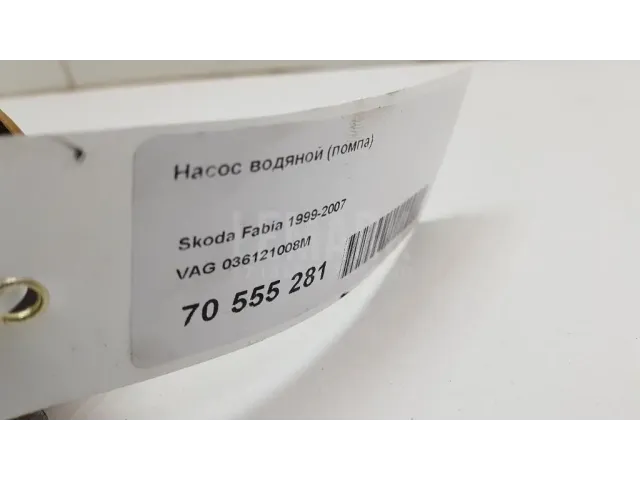 Насос водяной (помпа)
Skoda Fabia 1999-2007
VAG 036121008M
70 555 281